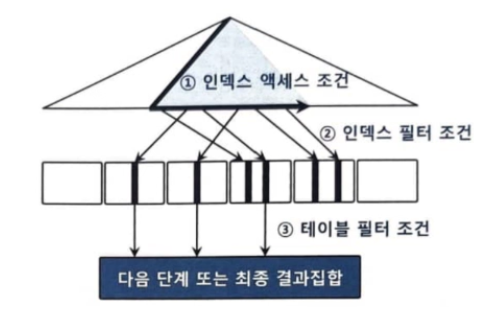 ① 인덱스 액세스 조건
② 인덱스 필터 조건
③ 테이블 필터 조건
다음 단계 또는 최종 결과집합